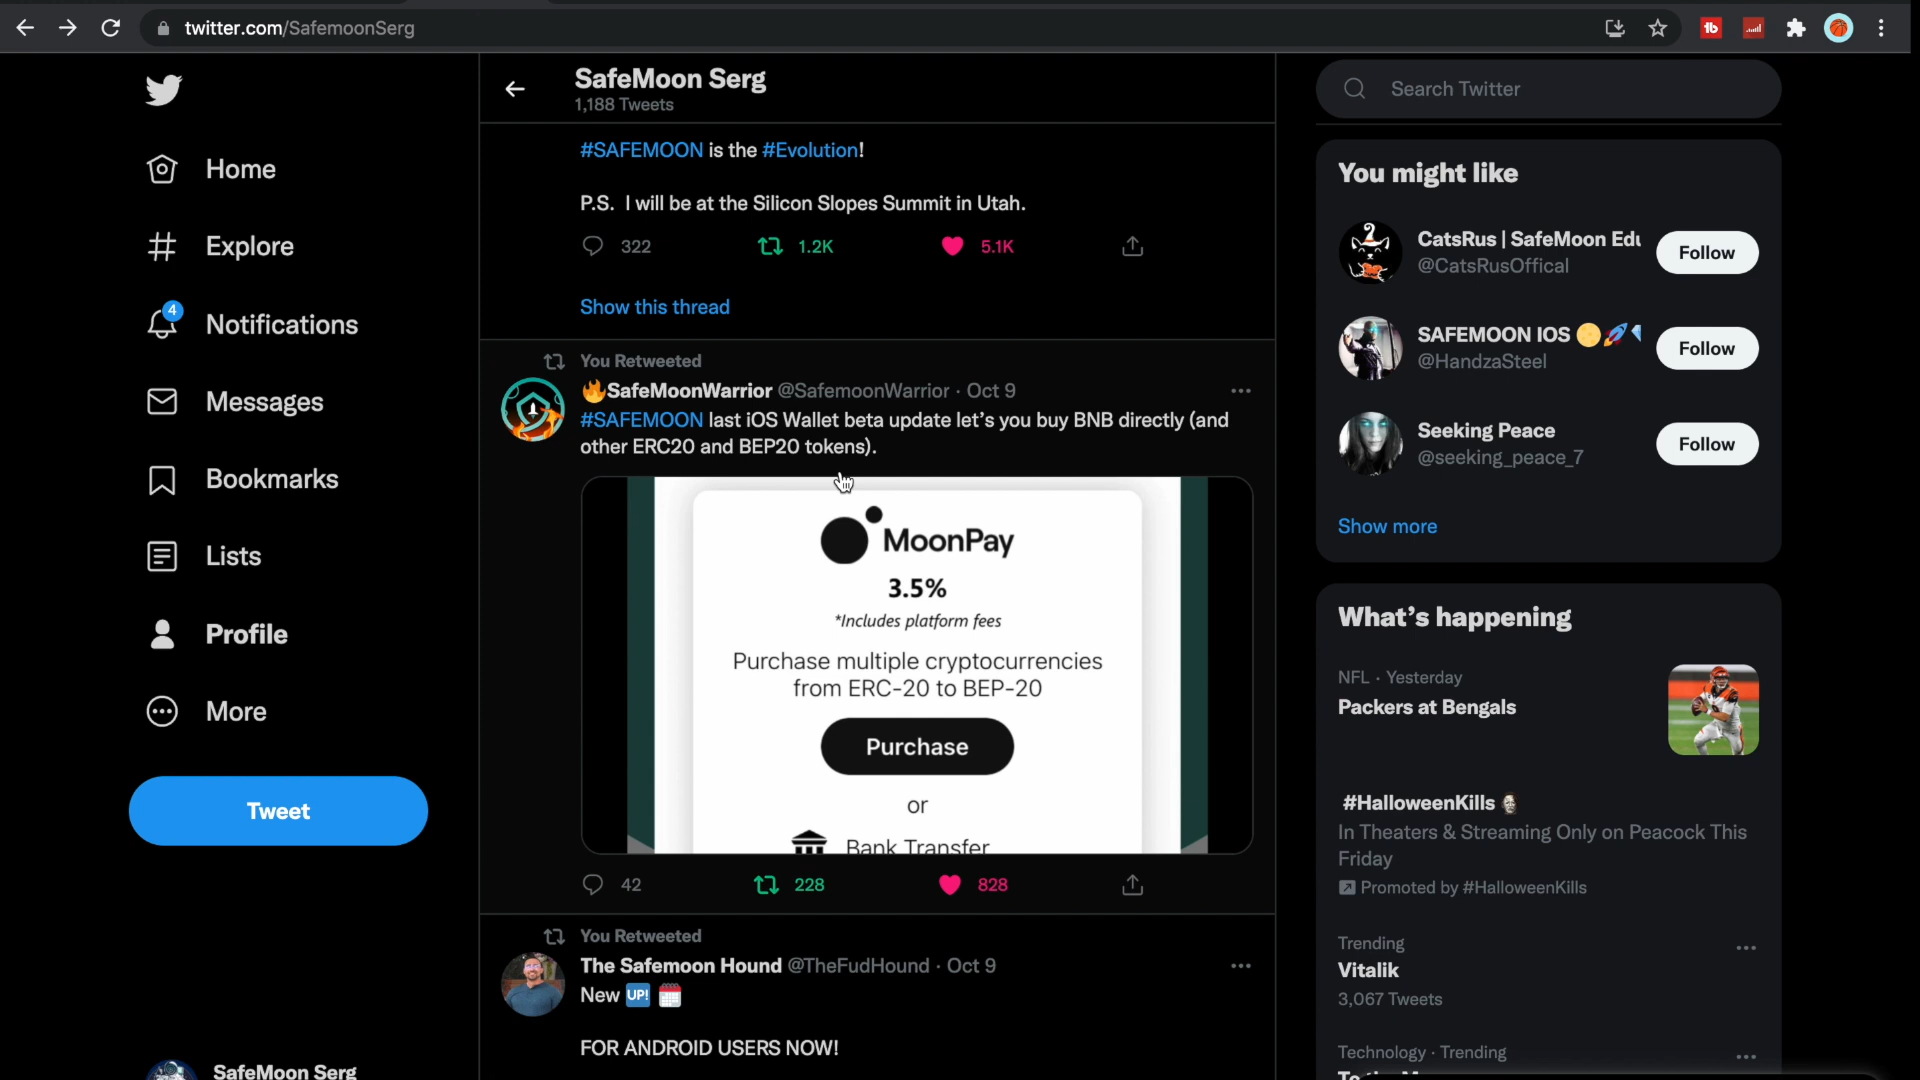 twitter.com/SafemoonSerg
SafeMoon Serg
1,188 Tweets
Search Twitter
Home
Explore
4
Notifications
Messages
Bookmarks
Lists
Profile
More
Tweet
SafeMoon Serg
#SAFEMOON is the #Evolution!
P.S. I will be at the Silicon Slopes Summit in Utah.
322 1.2K 5.1K
Show this thread
You Retweeted
🔥SafeMoonWarrior @SafemoonWarrior · Oct 9
#SAFEMOON last iOS Wallet beta update let's you buy BNB directly (and
other ERC20 and BEP20 tokens).
MoonPay
3.5%
*Includes platform fees
Purchase multiple cryptocurrencies
from ERC-20 to BEP-20
Purchase
or
Bank Transfer
42 228 828
You Retweeted
The Safemoon Hound @TheFudHound · Oct 9
New UP!
FOR ANDROID USERS NOW!
You might like
CatsRus | SafeMoon Edu
@CatsRusOffical
Follow
SAFEMOON IOS
@HandzaSteel
Follow
Seeking Peace
@seeking_peace_7
Follow
Show more
What's happening
NFL · Yesterday
Packers at Bengals
#HalloweenKills
In Theaters & Streaming Only on Peacock This
Friday
Promoted by #HalloweenKills
Trending
Vitalik
3,067 Tweets
Technology · Trending